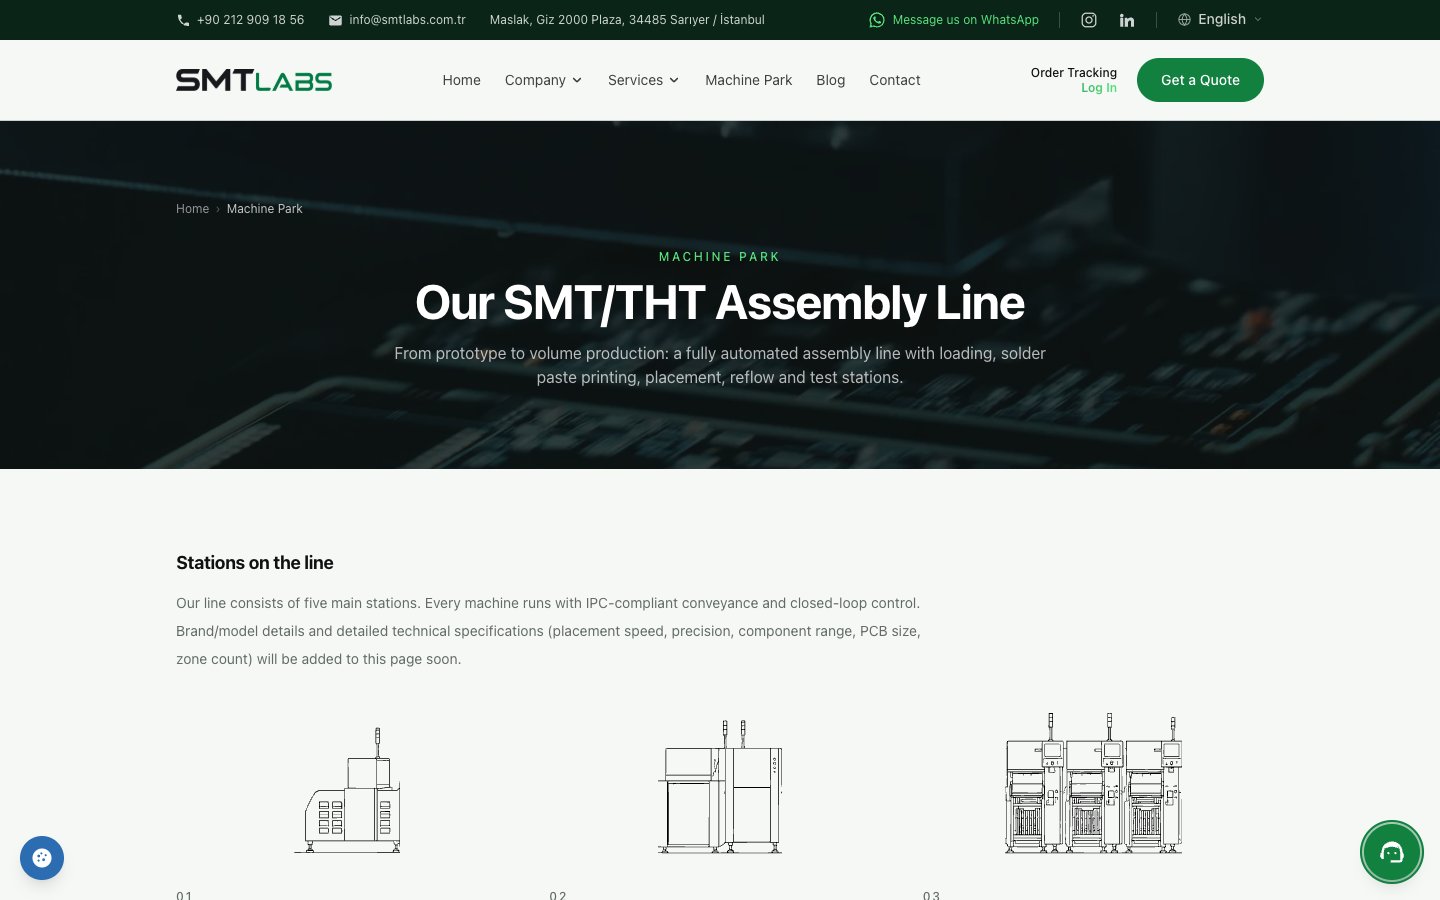 +90 212 909 18 56
info@smtlabs.com.tr
Maslak, Giz 2000 Plaza, 34485 Sarıyer / İstanbul
Message us on WhatsApp
English
SMTLABS
Home
Company
Services
Machine Park
Blog
Contact
Order Tracking
Log In
Get a Quote
Home › Machine Park
MACHINE PARK
Our SMT/THT Assembly Line
From prototype to volume production: a fully automated assembly line with loading, solder
paste printing, placement, reflow and test stations.
Stations on the line
Our line consists of five main stations. Every machine runs with IPC-compliant conveyance and closed-loop control.
Brand/model details and detailed technical specifications (placement speed, precision, component range, PCB size,
zone count) will be added to this page soon.
01
02
03